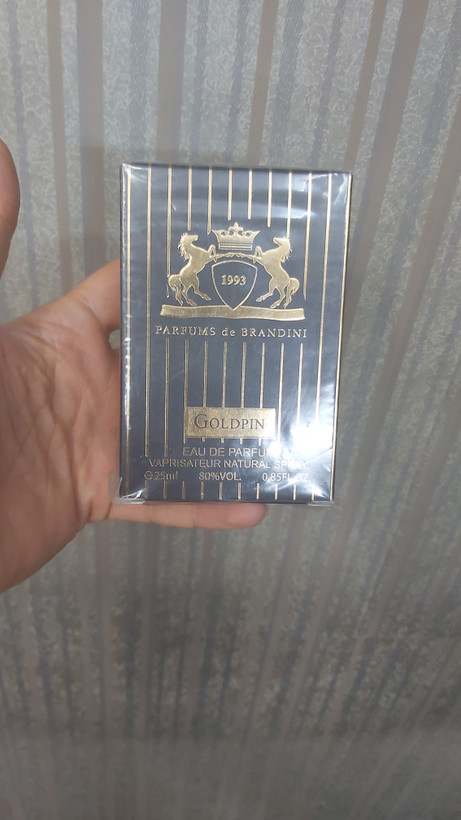 1993
PARFUMS de BRANDINI
GOLDPIN
EAU DE PARFUM
VAPRISATEUR NATURAL SPRAY
℮25ml 80%VOL. 0.85FL.OZ